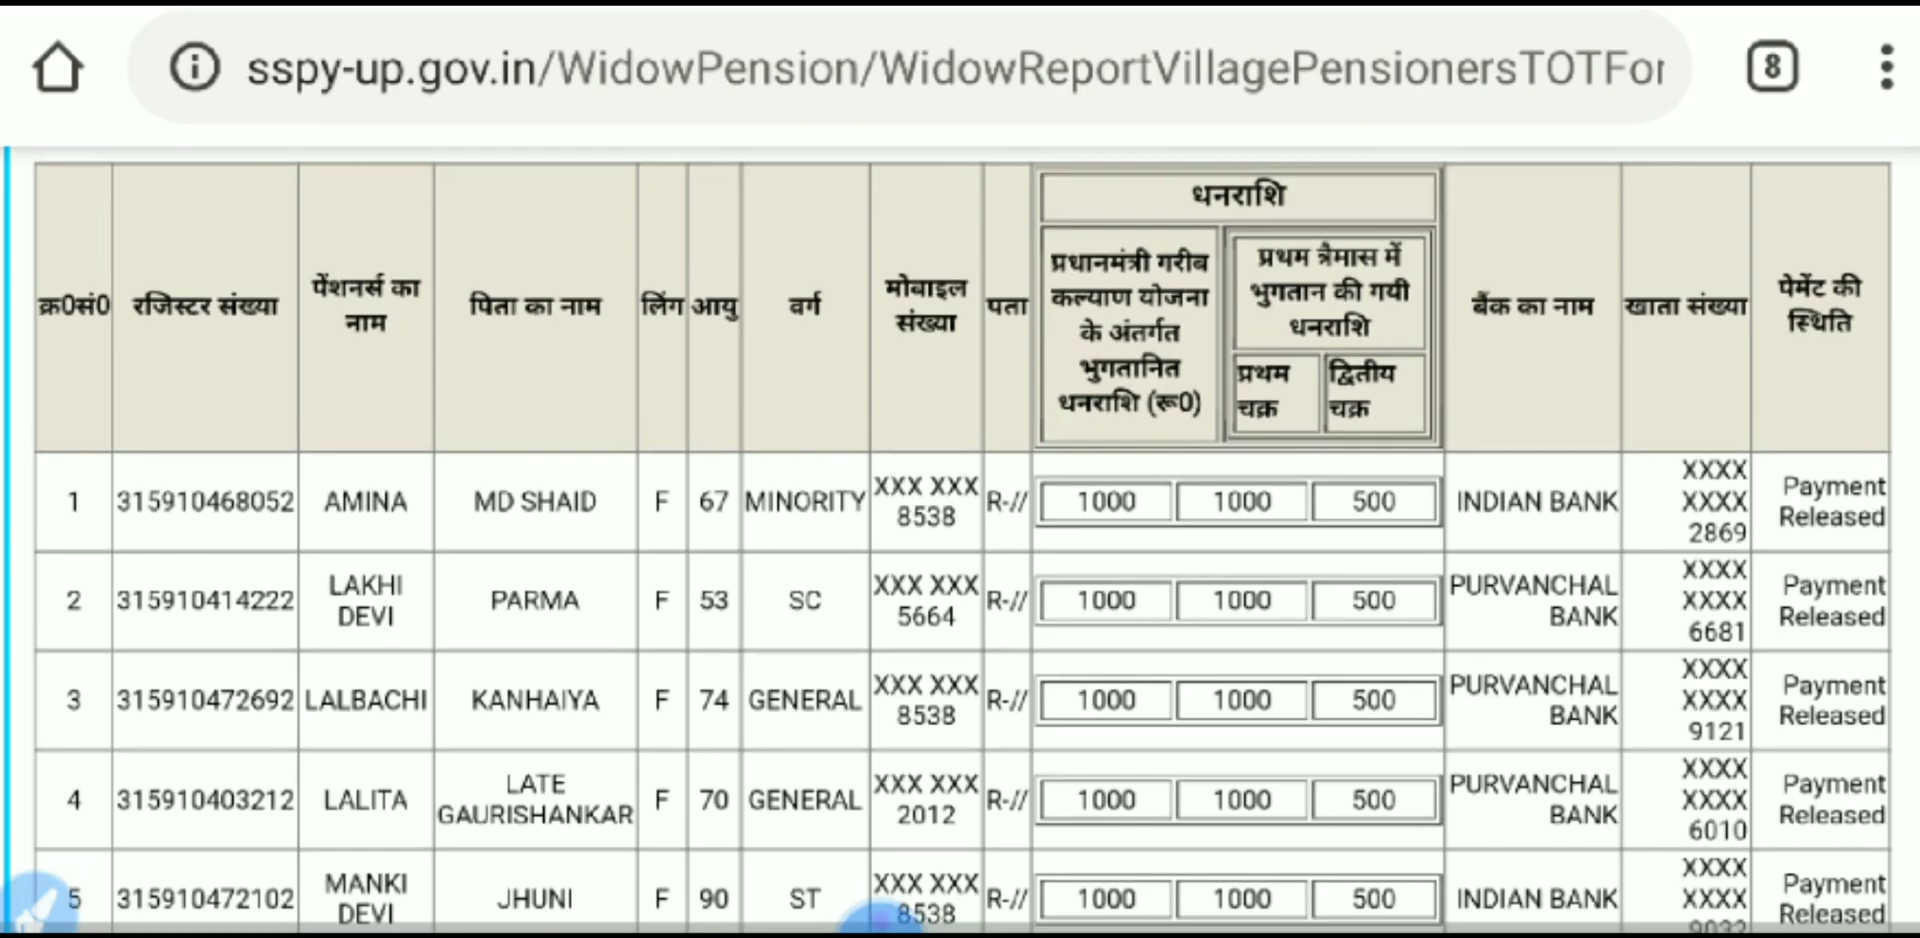 sspy-up.gov.in/WidowPension/WidowReportVillagePensionersTOTFor
8
क्र0सं0 रजिस्टर संख्या पेंशनर्स का नाम पिता का नाम लिंग आयु वर्ग मोबाइल संख्या पता
धनराशि
प्रधानमंत्री गरीब कल्याण योजना के अंतर्गत भुगतानित धनराशि (रू0)
प्रथम त्रैमास में भुगतान की गयी धनराशि
प्रथम चक्र
द्वितीय चक्र
बैंक का नाम खाता संख्या पेमेंट की स्थिति
1 315910468052 AMINA MD SHAID F 67 MINORITY XXX XXX 8538 R-// 1000 1000 500 INDIAN BANK XXXX XXXX 2869 Payment Released
2 315910414222 LAKHI DEVI PARMA F 53 SC XXX XXX 5664 R-// 1000 1000 500 PURVANCHAL BANK XXXX XXXX 6681 Payment Released
3 315910472692 LALBACHI KANHAIYA F 74 GENERAL XXX XXX 8538 R-// 1000 1000 500 PURVANCHAL BANK XXXX XXXX 9121 Payment Released
4 315910403212 LALITA LATE GAURISHANKAR F 70 GENERAL XXX XXX 2012 R-// 1000 1000 500 PURVANCHAL BANK XXXX XXXX 6010 Payment Released
5 315910472102 MANKI DEVI JHUNI F 90 ST XXX XXX 8538 R-// 1000 1000 500 INDIAN BANK XXXX XXXX Payment Released